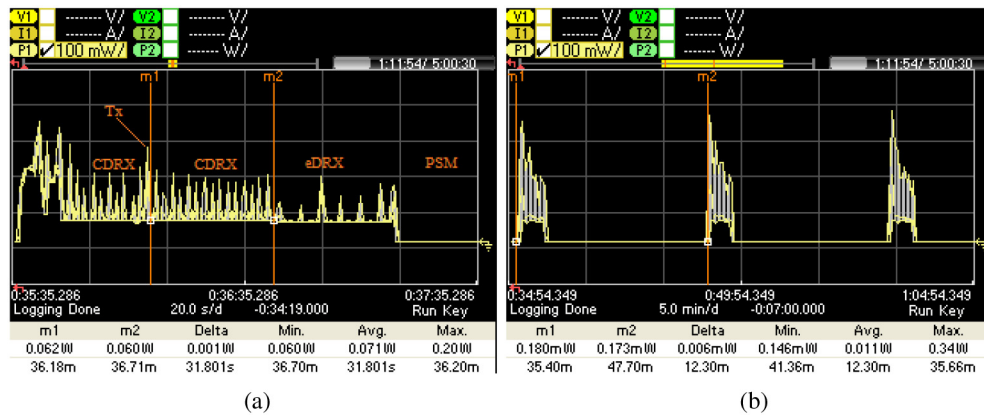 V1 ------ V/ V2 ------ V/
I1 ------ A/ I2 ------ A/
P1 ✓100 mW/ P2 ------ W/
1:11:54/ 5:00:30
m1 m2
Tx
CDRX CDRX eDRX PSM
0:35:35.286 0:36:35.286 0:37:35.286
Logging Done 20.0 s/d -0:34:19.000 Run Key
m1 m2 Delta Min. Avg. Max.
0.062W 0.060W 0.001W 0.060W 0.071W 0.20W
36.18m 36.71m 31.801s 36.70m 31.801s 36.20m
(a)
V1 ------ V/ V2 ------ V/
I1 ------ A/ I2 ------ A/
P1 ✓100 mW/ P2 ------ W/
1:11:54/ 5:00:30
m1 m2
0:34:54.349 0:49:54.349 1:04:54.349
Logging Done 5.0 min/d -0:07:00.000 Run Key
m1 m2 Delta Min. Avg. Max.
0.180mW 0.173mW 0.006mW 0.146mW 0.011W 0.34W
35.40m 47.70m 12.30m 41.36m 12.30m 35.66m
(b)